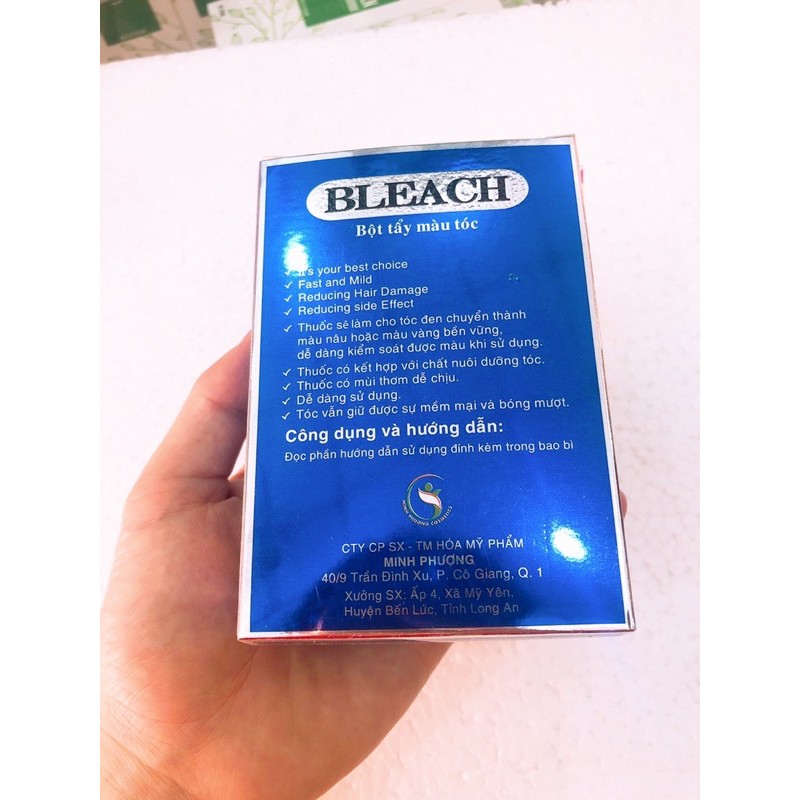 BLEACH
Bột tẩy màu tóc
It's your best choice
Fast and Mild
Reducing Hair Damage
Reducing side Effect
Thuốc sẽ làm cho tóc đen chuyển thành
màu nâu hoặc màu vàng bền vững,
dễ dàng kiểm soát được màu khi sử dụng.
Thuốc có kết hợp với chất nuôi dưỡng tóc.
Thuốc có mùi thơm dễ chịu.
Dễ dàng sử dụng.
Tóc vẫn giữ được sự mềm mại và bóng mượt.
Công dụng và hướng dẫn:
Đọc phần hướng dẫn sử dụng đính kèm trong bao bì
MINH PHUONG COSMETICS
CTY CP SX - TM HÓA MỸ PHẨM
MINH PHƯỢNG
40/9 Trần Đình Xu, P. Cô Giang, Q. 1
Xưởng SX: Ấp 4, Xã Mỹ Yên,
Huyện Bến Lức, Tỉnh Long An